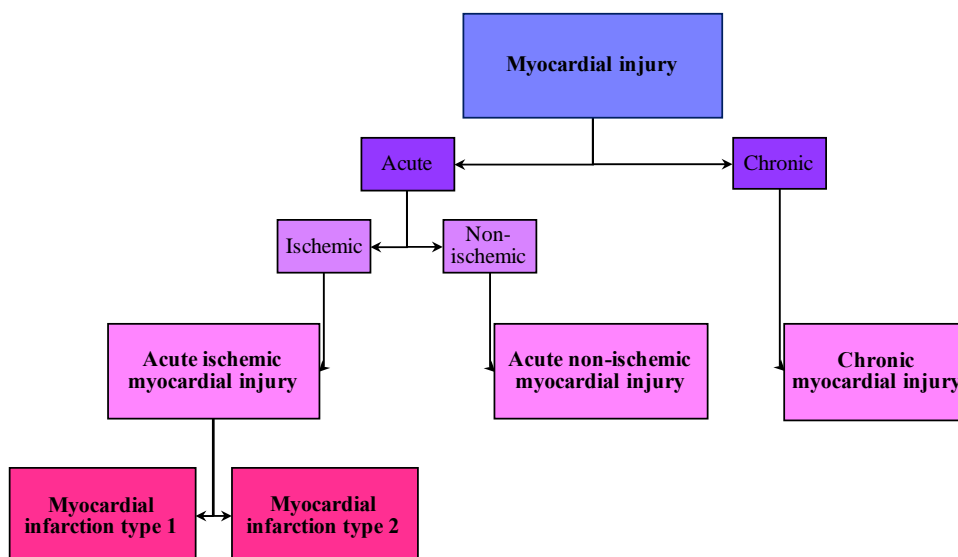 Myocardial injury
Acute
Chronic
Ischemic
Non-
ischemic
Acute ischemic
myocardial injury
Acute non-ischemic
myocardial injury
Chronic
myocardial injury
Myocardial
infarction type 1
Myocardial
infarction type 2